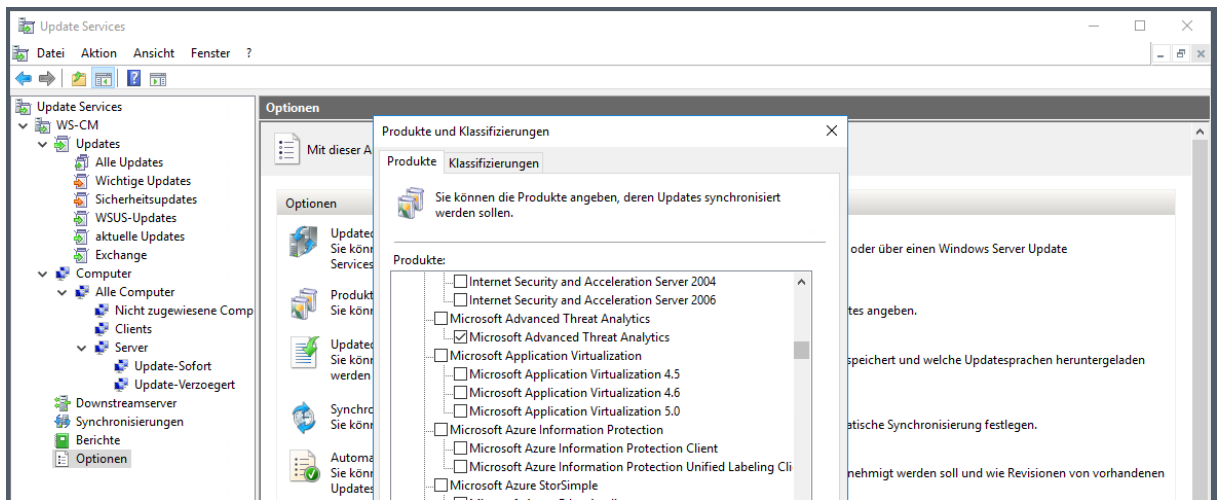 Update Services
Datei Aktion Ansicht Fenster ?
Update Services
WS-CM
Updates
Alle Updates
Wichtige Updates
Sicherheitsupdates
WSUS-Updates
aktuelle Updates
Exchange
Computer
Alle Computer
Nicht zugewiesene Comp
Clients
Server
Update-Sofort
Update-Verzoegert
Downstreamserver
Synchronisierungen
Berichte
Optionen
Optionen
Mit dieser A
Optionen
Updated
Sie könn
Services
oder über einen Windows Server Update
Produkt
Sie könn
tes angeben.
Updated
Sie könn
werden
speichert und welche Updatesprachen heruntergeladen
Synchro
Sie könn
atische Synchronisierung festlegen.
Automa
Sie könn
Updates
nehmigt werden soll und wie Revisionen von vorhandenen
Produkte und Klassifizierungen
Produkte Klassifizierungen
Sie können die Produkte angeben, deren Updates synchronisiert
werden sollen.
Produkte:
Internet Security and Acceleration Server 2004
Internet Security and Acceleration Server 2006
Microsoft Advanced Threat Analytics
Microsoft Advanced Threat Analytics
Microsoft Application Virtualization
Microsoft Application Virtualization 4.5
Microsoft Application Virtualization 4.6
Microsoft Application Virtualization 5.0
Microsoft Azure Information Protection
Microsoft Azure Information Protection Client
Microsoft Azure Information Protection Unified Labeling Cli
Microsoft Azure StorSimple